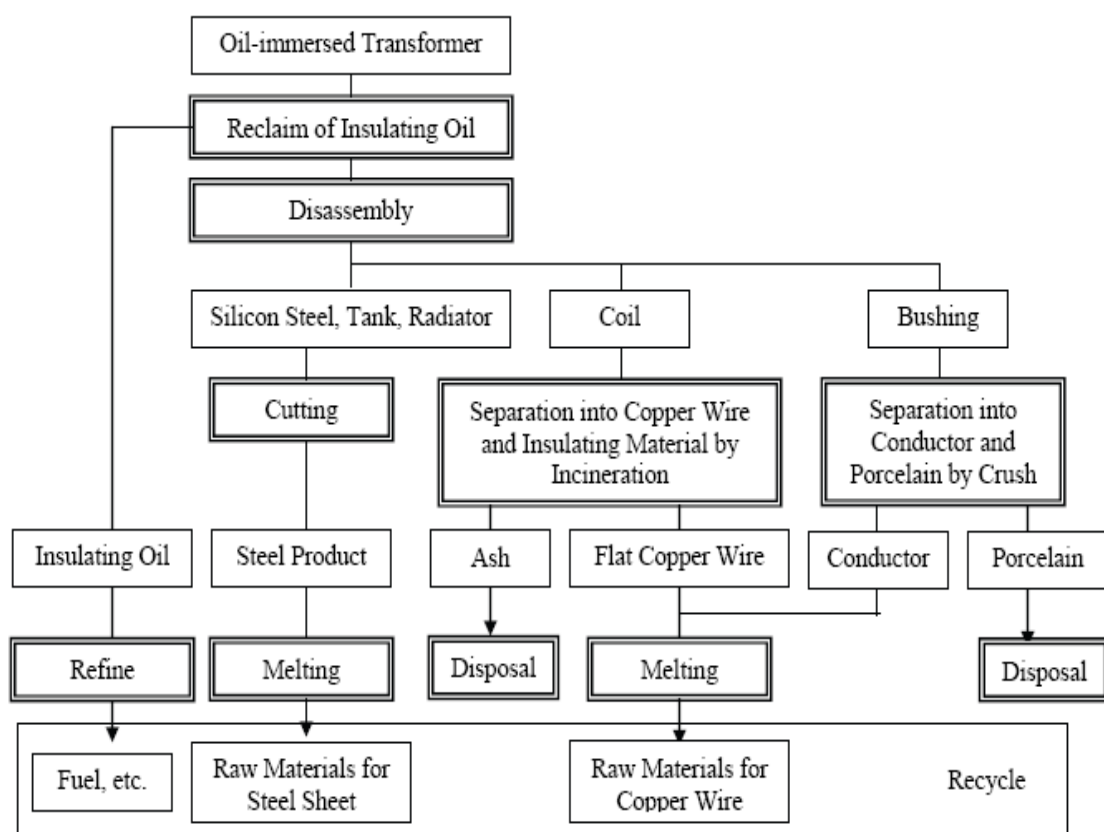 Oil-immersed Transformer
Reclaim of Insulating Oil
Disassembly
Silicon Steel, Tank, Radiator
Coil
Bushing
Cutting
Separation into Copper Wire
and Insulating Material by
Incineration
Separation into
Conductor and
Porcelain by Crush
Insulating Oil
Steel Product
Ash
Flat Copper Wire
Conductor
Porcelain
Refine
Melting
Disposal
Melting
Disposal
Fuel, etc.
Raw Materials for
Steel Sheet
Raw Materials for
Copper Wire
Recycle